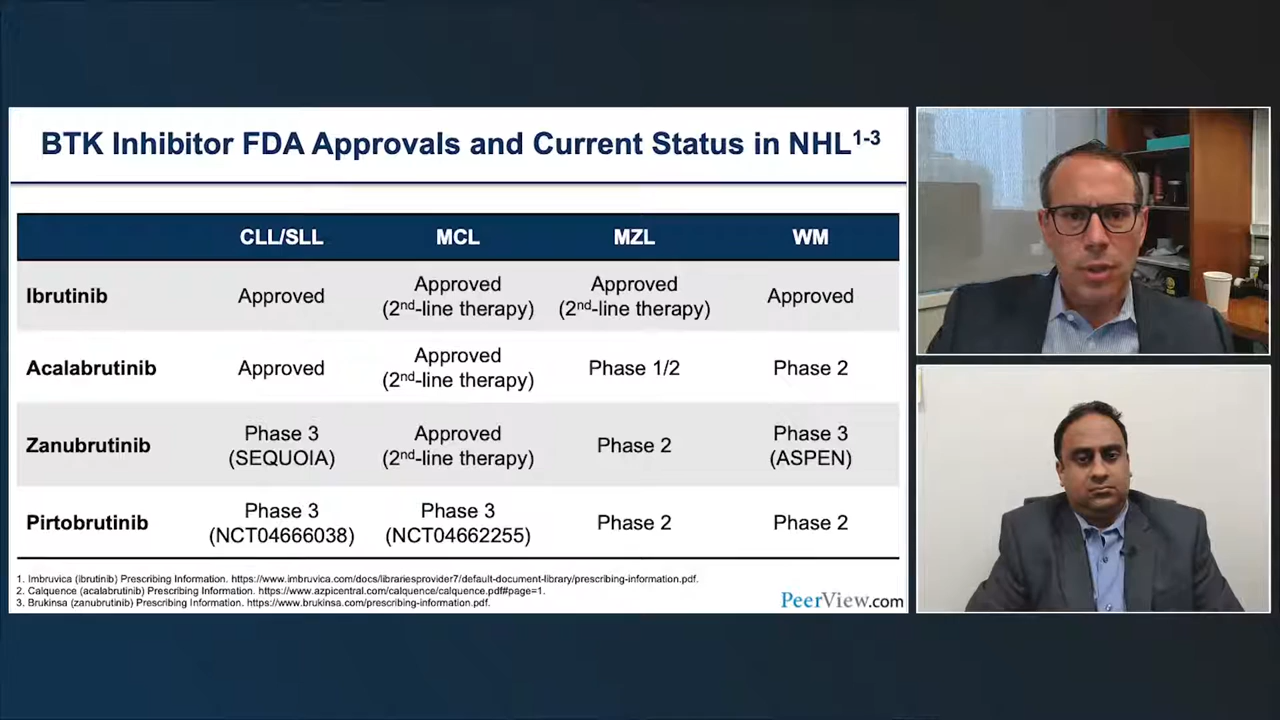 BTK Inhibitor FDA Approvals and Current Status in NHL1-3
CLL/SLL MCL MZL WM
Ibrutinib Approved Approved (2nd-line therapy) Approved (2nd-line therapy) Approved
Acalabrutinib Approved Approved (2nd-line therapy) Phase 1/2 Phase 2
Zanubrutinib Phase 3 (SEQUOIA) Approved (2nd-line therapy) Phase 2 Phase 3 (ASPEN)
Pirtobrutinib Phase 3 (NCT04666038) Phase 3 (NCT04662255) Phase 2 Phase 2
1. Imbruvica (ibrutinib) Prescribing Information. https://www.imbruvica.com/docs/librariesprovider7/default-document-library/prescribing-information.pdf.
2. Calquence (acalabrutinib) Prescribing Information. https://www.azpicentral.com/calquence/calquence.pdf#page=1.
3. Brukinsa (zanubrutinib) Prescribing Information. https://www.brukinsa.com/prescribing-information.pdf.
PeerView.com